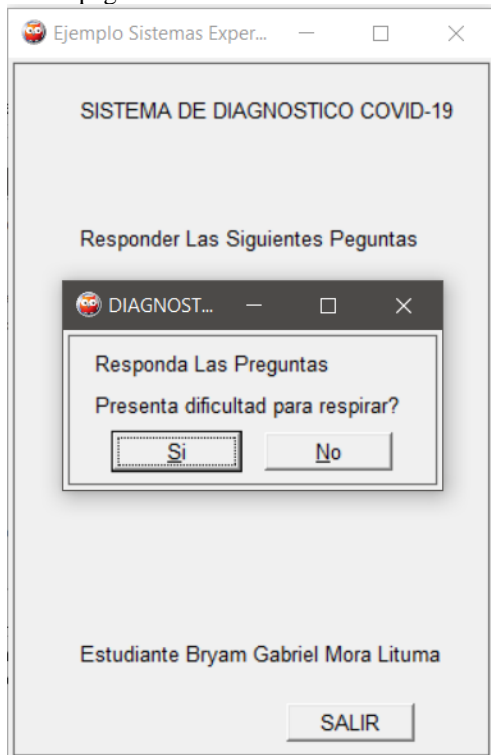 Ejemplo Sistemas Exper...
SISTEMA DE DIAGNOSTICO COVID-19
Responder Las Siguientes Peguntas
DIAGNOST...
Responda Las Preguntas
Presenta dificultad para respirar?
Si No
Estudiante Bryam Gabriel Mora Lituma
SALIR